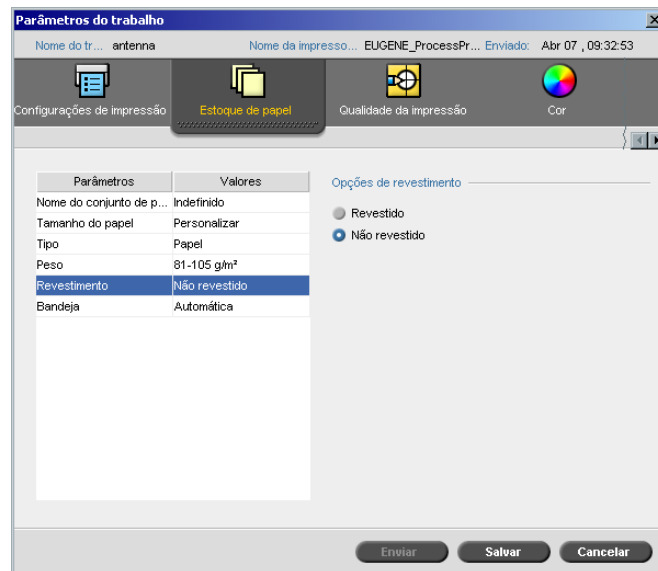 Parâmetros do trabalho
Nome do tr... antenna Nome da impresso... EUGENE_ProcessPr... Enviado: Abr 07 , 09:32:53
Configurações de impressão Estoque de papel Qualidade da impressão Cor
Parâmetros Valores Opções de revestimento
Nome do conjunto de p... Indefinido
Revestido
Tamanho do papel Personalizar
Não revestido
Tipo Papel
Peso 81-105 g/m²
Revestimento Não revestido
Bandeja Automática
Enviar Salvar Cancelar